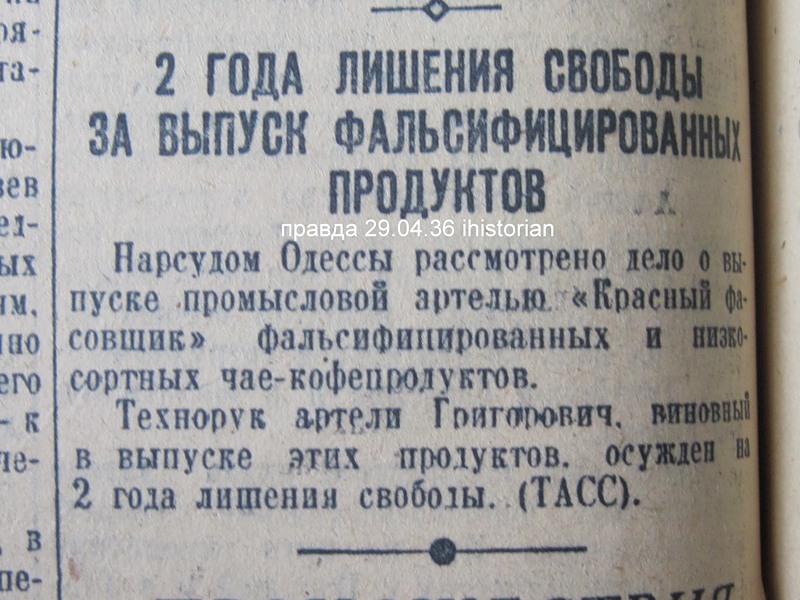 2 ГОДА ЛИШЕНИЯ СВОБОДЫ
ЗА ВЫПУСК ФАЛЬСИФИЦИРОВАННЫХ
ПРОДУКТОВ
правда 29.04.36 ihistorian
Нарсудом Одессы рассмотрено дело о вы-
пуске промысловой артелью «Красный фа-
совщик» фальсифицированных и низко-
сортных чае-кофепродуктов.
Технорук артели Григорович, виновный
в выпуске этих продуктов, осужден на
2 года лишения свободы. (ТАСС).